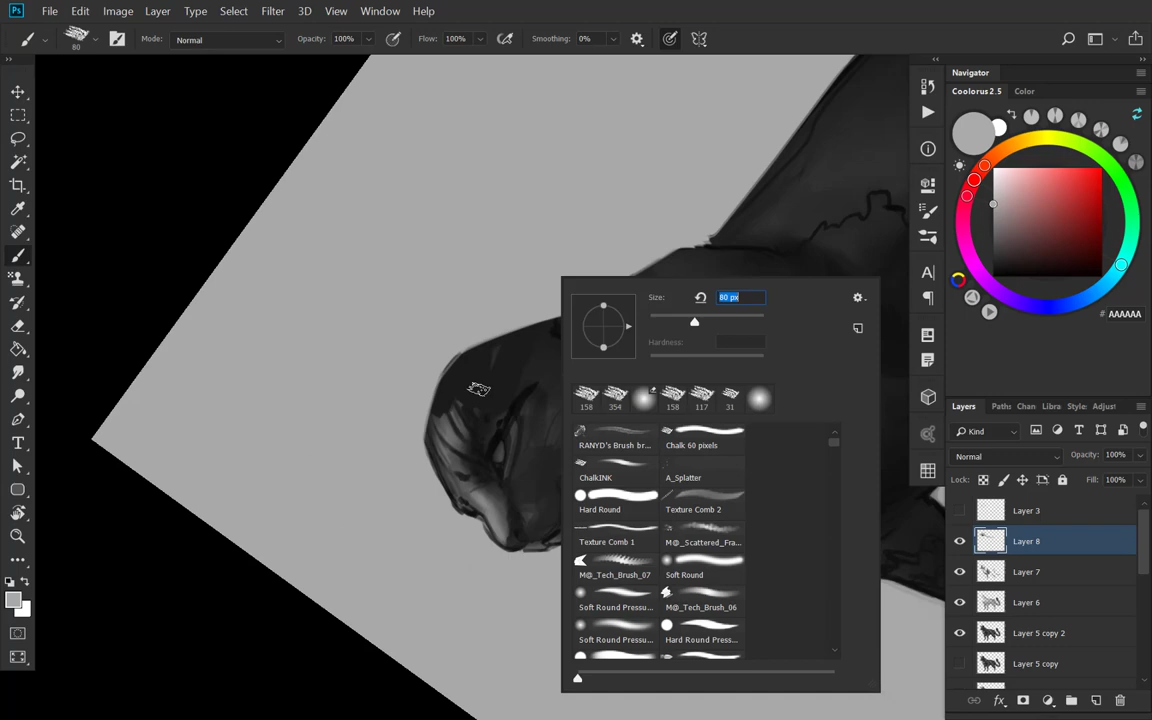 Ps File Edit Image Layer Type Select Filter 3D View Window Help
80 Mode: Normal Opacity: 100% Flow: 100% Smoothing: 0%
Navigator
Coolorus 2.5 Color
# AAAAAA
Size: 80 px
Hardness:
158 354 158 117 31
RANYD's Brush br... Chalk 60 pixels
ChalkINK A_Splatter
Hard Round Texture Comb 2
Texture Comb 1 M@_Scattered_Fra...
M@_Tech_Brush_07 Soft Round
Soft Round Pressu... M@_Tech_Brush_06
Soft Round Pressu... Hard Round Press...
Layers Paths Chan Libra Style: Adjust
Kind
Normal Opacity: 100%
Lock: Fill: 100%
Layer 3
Layer 8
Layer 7
Layer 6
Layer 5 copy 2
Layer 5 copy
fx